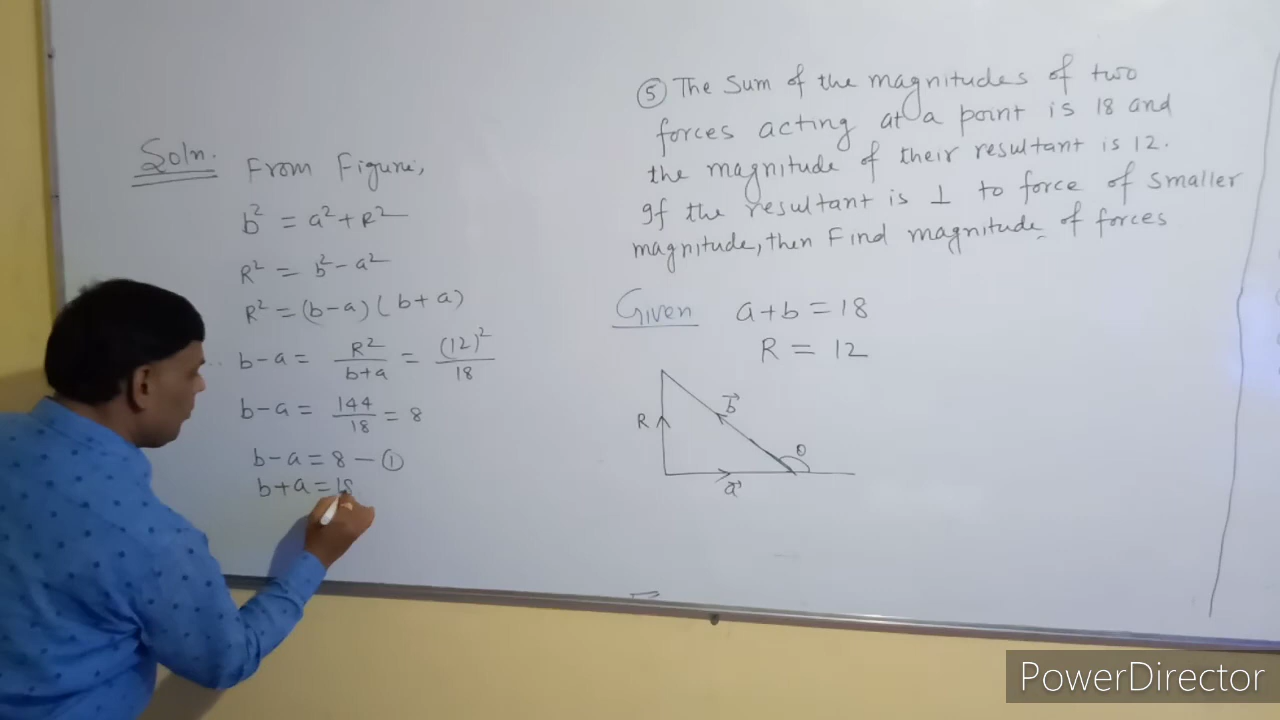 ⑤ The Sum of the magnitudes of two
forces acting at a point is 18 and
the magnitude of their resultant is 12.
If the resultant is ⊥ to force of smaller
magnitude, then Find magnitude of forces
Given a+b = 18
R = 12
R
b⃗
θ
a⃗
Soln. From Figure,
b² = a² + R²
R² = b² - a²
R² = (b-a) (b+a)
b-a = R²/b+a = (12)²/18
b-a = 144/18 = 8
b-a = 8 — ①
b+a = 18
PowerDirector